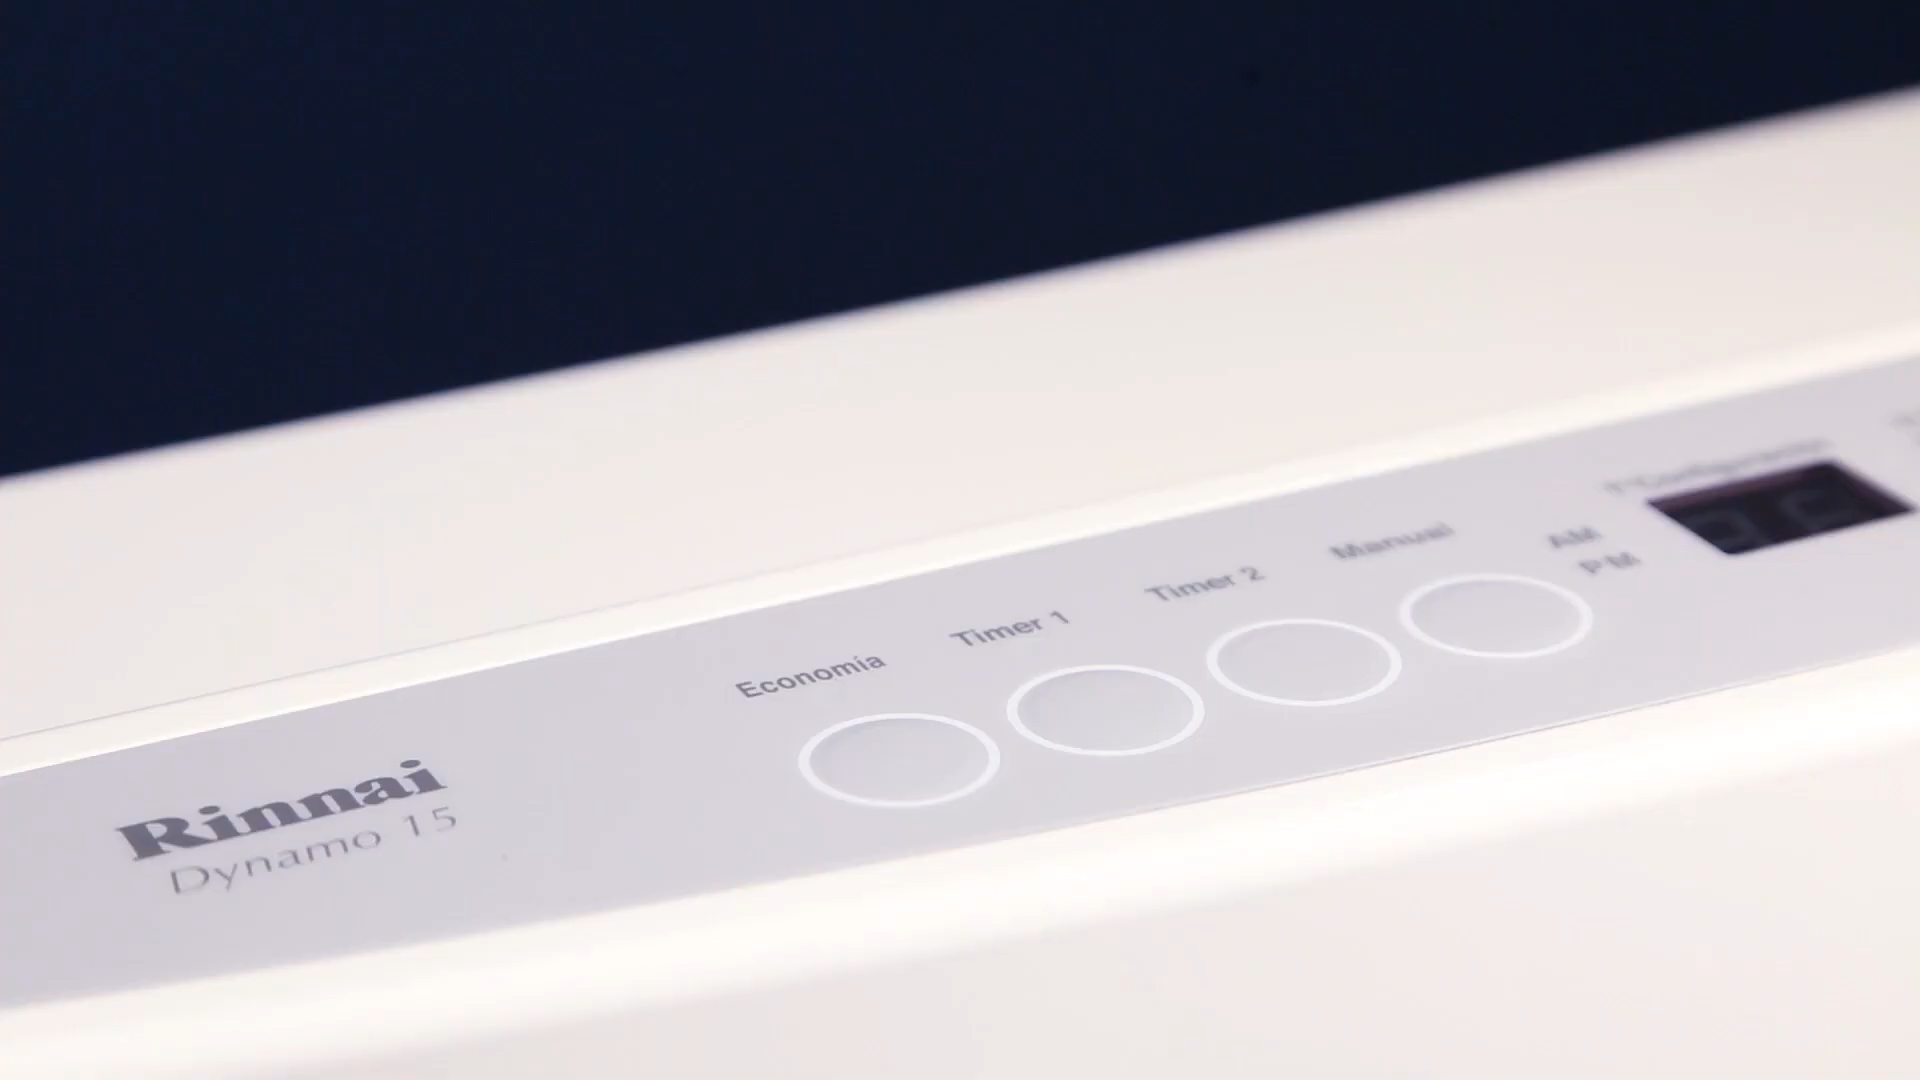 Rinnai
Dynamo 15
Economía
Timer 1
Timer 2
Manual
AM
PM